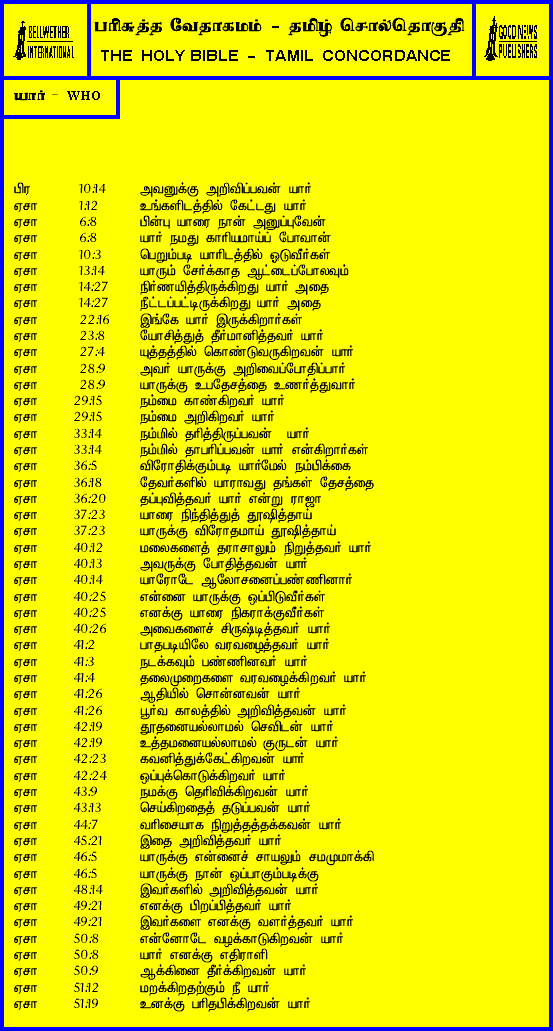 BELLWETHER INTERNATIONAL
பரிசுத்த வேதாகமம் - தமிழ் சொல்தொகுதி
THE HOLY BIBLE - TAMIL CONCORDANCE
GOOD NEWS PUBLISHERS
யார் - WHO
பிர 10:14 அவனுக்கு அறிவிப்பவன் யார்
ஏசா 1:12 உங்களிடத்தில் கேட்டது யார்
ஏசா 6:8 பின்பு யாரை நான் அனுப்புவேன்
ஏசா 6:8 யார் நமது காரியமாய்ப் போவான்
ஏசா 10:3 பெறும்படி யாரிடத்தில் ஓடுவீர்கள்
ஏசா 13:14 யாரும் சேர்க்காத ஆட்டைப்போலவும்
ஏசா 14:27 நிர்ணயித்திருக்கிறது யார் அதை
ஏசா 14:27 நீட்டப்பட்டிருக்கிறது யார் அதை
ஏசா 22:16 இங்கே யார் இருக்கிறார்கள்
ஏசா 23:8 யோசித்துத் தீர்மானித்தவர் யார்
ஏசா 27:4 யுத்தத்தில் கொண்டுவருகிறவன் யார்
ஏசா 28:9 அவர் யாருக்கு அறிவைப்போதிப்பார்
ஏசா 28:9 யாருக்கு உபதேசத்தை உணர்த்துவார்
ஏசா 29:15 நம்மை காண்கிறவர் யார்
ஏசா 29:15 நம்மை அறிகிறவர் யார்
ஏசா 33:14 நம்மில் தரித்திருப்பவன் யார்
ஏசா 33:14 நம்மில் தாபரிப்பவன் யார் என்கிறார்கள்
ஏசா 36:5 விரோதிக்கும்படி யார்மேல் நம்பிக்கை
ஏசா 36:18 தேவர்களில் யாராவது தங்கள் தேசத்தை
ஏசா 36:20 தப்புவித்தவர் யார் என்று ராஜா
ஏசா 37:23 யாரை நிந்தித்துத் தூஷித்தாய்
ஏசா 37:23 யாருக்கு விரோதமாய் தூஷித்தாய்
ஏசா 40:12 மலைகளைத் தராசாலும் நிறுத்தவர் யார்
ஏசா 40:13 அவருக்கு போதித்தவன் யார்
ஏசா 40:14 யாரோடே ஆலோசனைப்பண்ணினார்
ஏசா 40:25 என்னை யாருக்கு ஒப்பிடுவீர்கள்
ஏசா 40:25 எனக்கு யாரை நிகராக்குவீர்கள்
ஏசா 40:26 அவைகளைச் சிருஷ்டித்தவர் யார்
ஏசா 41:2 பாதபடியிலே வரவழைத்தவர் யார்
ஏசா 41:3 நடக்கவும் பண்ணினவர் யார்
ஏசா 41:4 தலைமுறைகளை வரவழைக்கிறவர் யார்
ஏசா 41:26 ஆதியில் சொன்னவன் யார்
ஏசா 41:26 பூர்வ காலத்தில் அறிவித்தவன் யார்
ஏசா 42:19 தூதனையல்லாமல் செவிடன் யார்
ஏசா 42:19 உத்தமனையல்லாமல் குருடன் யார்
ஏசா 42:23 கவனித்துக்கேட்கிறவன் யார்
ஏசா 42:24 ஒப்புக்கொடுக்கிறவர் யார்
ஏசா 43:9 நமக்கு தெரிவிக்கிறவன் யார்
ஏசா 43:13 செய்கிறதைத் தடுப்பவன் யார்
ஏசா 44:7 வரிசையாக நிறுத்தத்தக்கவன் யார்
ஏசா 45:21 இதை அறிவித்தவர் யார்
ஏசா 46:5 யாருக்கு என்னைச் சாயலும் சமமுமாக்கி
ஏசா 46:5 யாருக்கு நான் ஒப்பாகும்படிக்கு
ஏசா 48:14 இவர்களில் அறிவித்தவன் யார்
ஏசா 49:21 எனக்கு பிறப்பித்தவர் யார்
ஏசா 49:21 இவர்களை எனக்கு வளர்த்தவர் யார்
ஏசா 50:8 என்னோடே வழக்காடுகிறவன் யார்
ஏசா 50:8 யார் எனக்கு எதிராளி
ஏசா 50:9 ஆக்கினை தீர்க்கிறவன் யார்
ஏசா 51:12 மறக்கிறதற்கும் நீ யார்
ஏசா 51:19 உனக்கு பரிதபிக்கிறவன் யார்